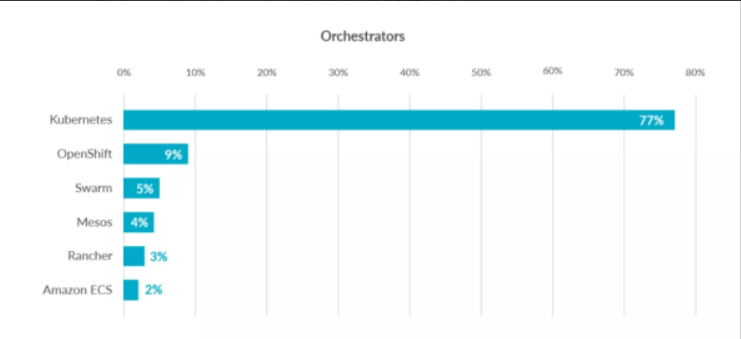 Orchestrators
0% 10% 20% 30% 40% 50% 60% 70% 80%
Kubernetes 77%
OpenShift 9%
Swarm 5%
Mesos 4%
Rancher 3%
Amazon ECS 2%